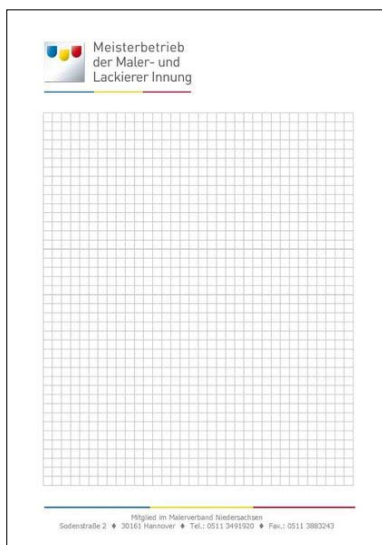 Meisterbetrieb
der Maler- und
Lackierer Innung
Mitglied im Malerverband Niedersachsen
Sodenstraße 2 ♦ 30161 Hannover ♦ Tel.: 0511 3491920 ♦ Fax.: 0511 3883243